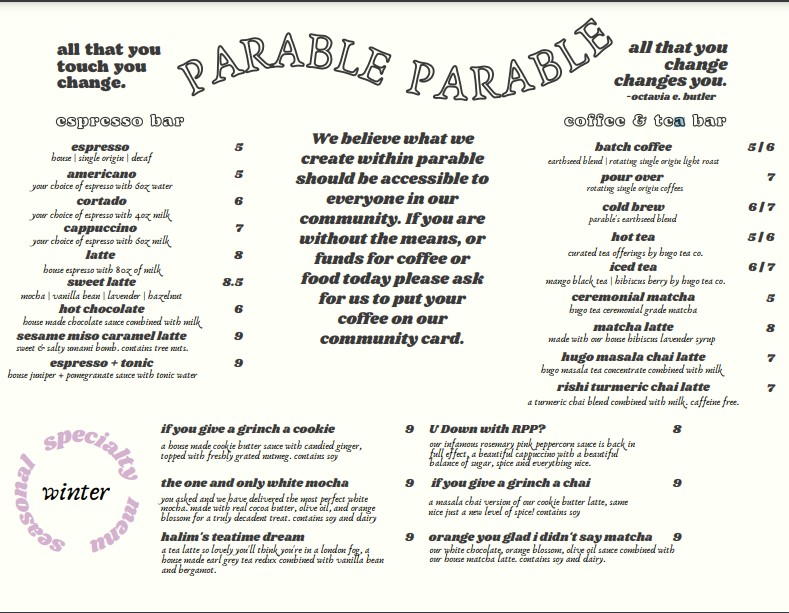 all that you
touch you
change.
PARABLE PARABLE
all that you
change
changes you.
-octavia e. butler
espresso bar
espresso 5
house | single origin | decaf
americano 5
your choice of espresso with 6oz water
cortado 6
your choice of espresso with 4oz milk
cappuccino 7
your choice of espresso with 6oz milk
latte 8
house espresso with 8oz of milk
sweet latte 8.5
mocha | vanilla bean | lavender | hazelnut
hot chocolate 6
house made chocolate sauce combined with milk
sesame miso caramel latte 9
sweet & salty umami bomb. contains tree nuts.
espresso + tonic 9
house juniper + pomegranate sauce with tonic water
We believe what we
create within parable
should be accessible to
everyone in our
community. If you are
without the means, or
funds for coffee or
food today please ask
for us to put your
coffee on our
community card.
coffee & tea bar
batch coffee 5 | 6
earthseed blend | rotating single origin light roast
pour over 7
rotating single origin coffees
cold brew 6 | 7
parable's earthseed blend
hot tea 5 | 6
curated tea offerings by hugo tea co.
iced tea 6 | 7
mango black tea | hibiscus berry by hugo tea co.
ceremonial matcha 5
hugo tea ceremonial grade matcha
matcha latte 8
made with our house hibiscus lavender syrup
hugo masala chai latte 7
hugo masala tea concentrate combined with milk
rishi turmeric chai latte 7
a turmeric chai blend combined with milk. caffeine free.
seasonal specialty menu
winter
if you give a grinch a cookie 9
a house made cookie butter sauce with candied ginger,
topped with freshly grated nutmeg. contains soy
the one and only white mocha 9
you asked and we have delivered the most perfect white
mocha. made with real cocoa butter, olive oil, and orange
blossom for a truly decadent treat. contains soy and dairy
halim's teatime dream 9
a tea latte so lovely you'll think you're in a london fog, a
house made earl grey tea redux combined with vanilla bean
and bergamot.
U Down with RPP? 8
our infamous rosemary pink peppercorn sauce is back in
full effect, a beautiful cappuccino with a beautiful
balance of sugar, spice and everything nice.
if you give a grinch a chai 9
a masala chai version of our cookie butter latte, same
nice just a new level of spice! contains soy
orange you glad i didn't say matcha 9
our white chocolate, orange blossom, olive oil sauce combined with
our house matcha latte. contains soy and dairy.